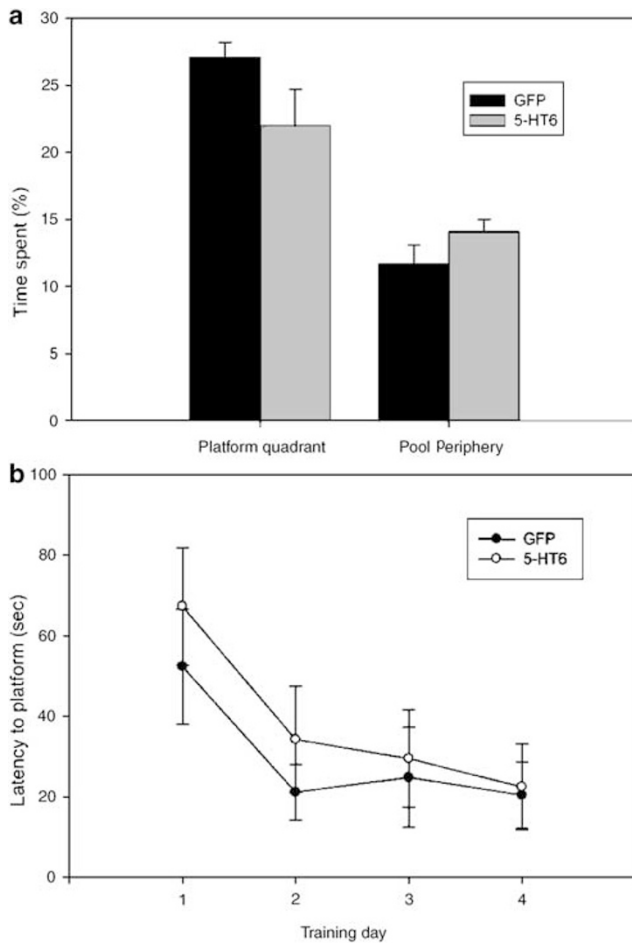 a
30
25
20
15
10
5
0
Time spent (%)
GFP
5-HT6
Platform quadrant Pool Periphery
b
100
80
60
40
20
0
Latency to platform (sec)
GFP
5-HT6
1 2 3 4
Training day